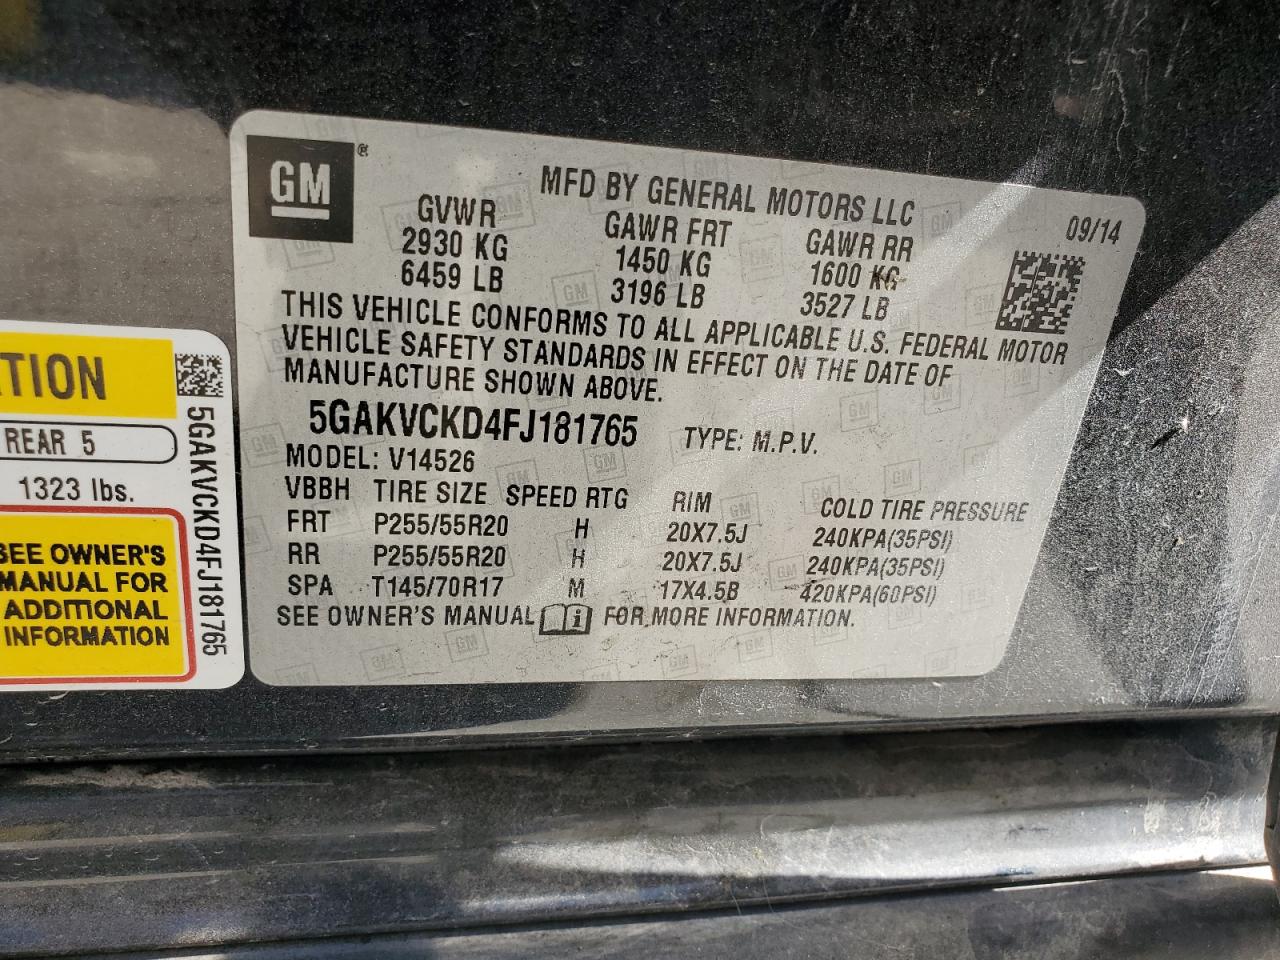 GM®
MFD BY GENERAL MOTORS LLC
09/14
GVWR GAWR FRT GAWR RR
2930 KG 1450 KG 1600 KG
6459 LB 3196 LB 3527 LB
THIS VEHICLE CONFORMS TO ALL APPLICABLE U.S. FEDERAL MOTOR
VEHICLE SAFETY STANDARDS IN EFFECT ON THE DATE OF
MANUFACTURE SHOWN ABOVE.
5GAKVCKD4FJ181765 TYPE: M.P.V.
MODEL: V14526
VBBH TIRE SIZE SPEED RTG RIM COLD TIRE PRESSURE
FRT P255/55R20 H 20X7.5J 240KPA(35PSI)
RR P255/55R20 H 20X7.5J 240KPA(35PSI)
SPA T145/70R17 M 17X4.5B 420KPA(60PSI)
SEE OWNER'S MANUAL i FOR MORE INFORMATION.
REAR 5
1323 lbs.
SEE OWNER'S
MANUAL FOR
ADDITIONAL
INFORMATION
5GAKVCKD4FJ181765